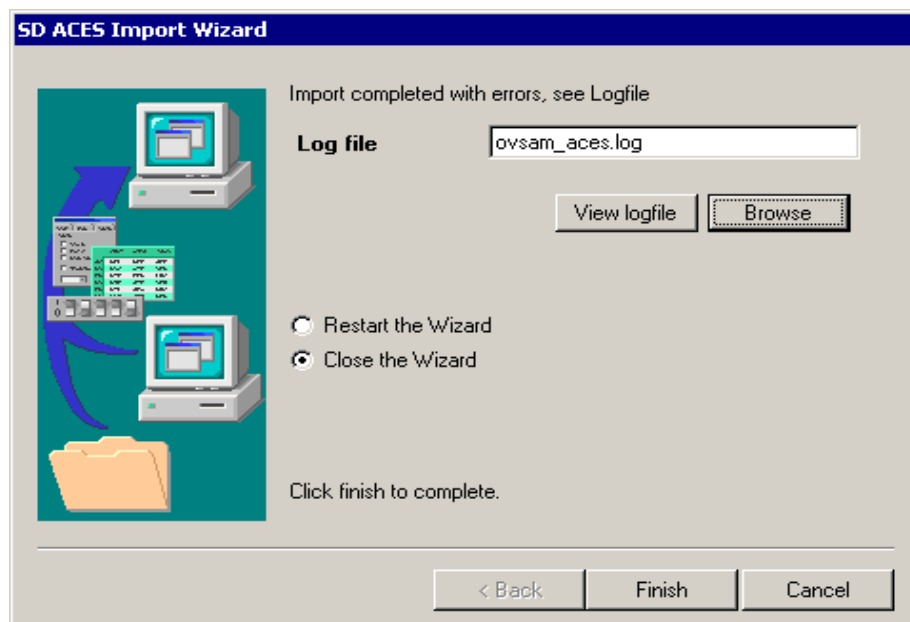 SD ACES Import Wizard
Import completed with errors, see Logfile
Log file
ovsam_aces.log
View logfile
Browse
Restart the Wizard
Close the Wizard
Click finish to complete.
< Back
Finish
Cancel